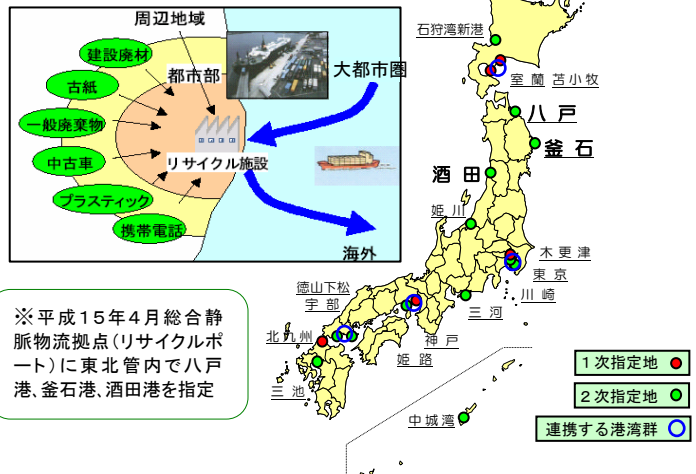 周辺地域
建設廃材
都市部
大都市圏
古紙
一般廃棄物
中古車
リサイクル施設
プラスティック
携帯電話
海外
石狩湾新港
室蘭 苫小牧
八戸
釜石
酒田
姫川
木更津
東京
川崎
三河
徳山下松
宇部
北九州
神戸
姫路
三池
中城湾
※平成15年4月総合静
脈物流拠点(リサイクルポ
ート)に東北管内で八戸
港、釜石港、酒田港を指定
1次指定地
2次指定地
連携する港湾群